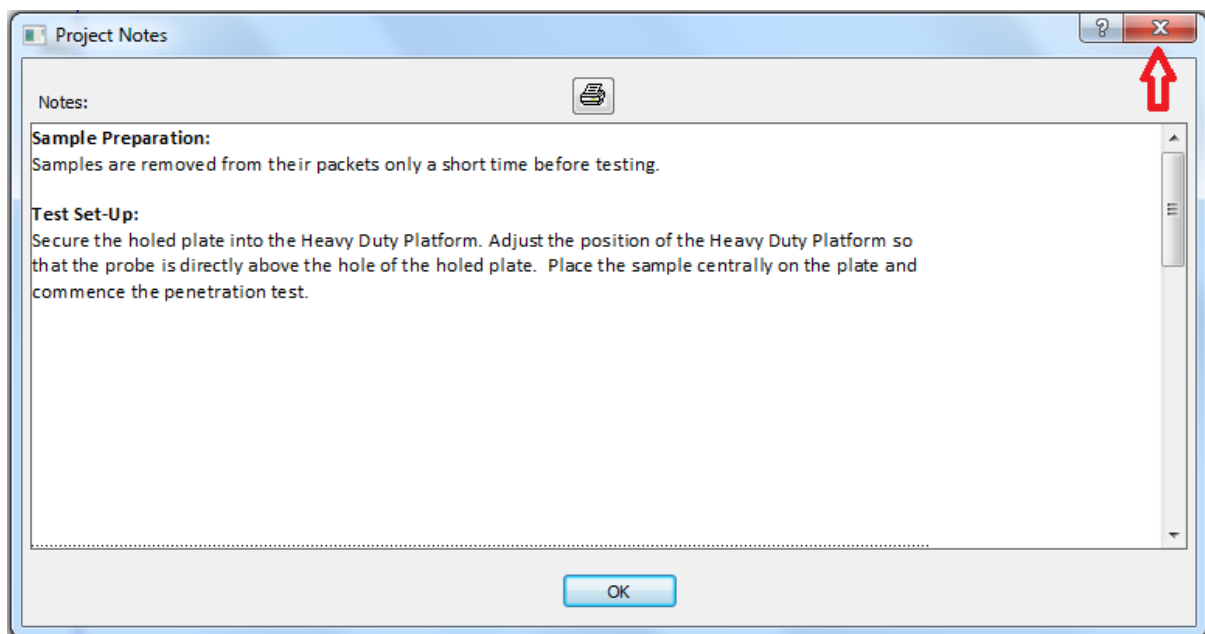 Project Notes
Notes:
Sample Preparation:
Samples are removed from their packets only a short time before testing.
Test Set-Up:
Secure the holed plate into the Heavy Duty Platform. Adjust the position of the Heavy Duty Platform so
that the probe is directly above the hole of the holed plate.  Place the sample centrally on the plate and
commence the penetration test.
OK